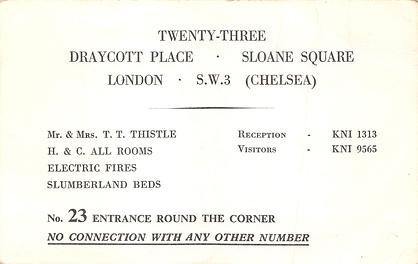 TWENTY-THREE
DRAYCOTT PLACE · SLOANE SQUARE
LONDON · S.W.3 (CHELSEA)
Mr. & Mrs. T. T. THISTLE
H. & C. ALL ROOMS
ELECTRIC FIRES
SLUMBERLAND BEDS
RECEPTION - KNI 1313
VISITORS - KNI 9565
No. 23 ENTRANCE ROUND THE CORNER
NO CONNECTION WITH ANY OTHER NUMBER